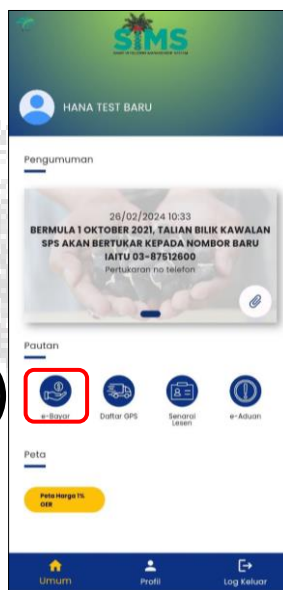 SiMS
HANA TEST BARU
Pengumuman
26/02/2024 10:33
BERMULA 1 OKTOBER 2021, TALIAN BILIK KAWALAN
SPS AKAN BERTUKAR KEPADA NOMBOR BARU
IAITU 03-87512600
Pertukaran no telefon
Pautan
e-Bayar
Daftar GPS
Senarai
Lesen
e-Aduan
Peta
Peta Harga 1%
OER
Umum
Profil
Log Keluar